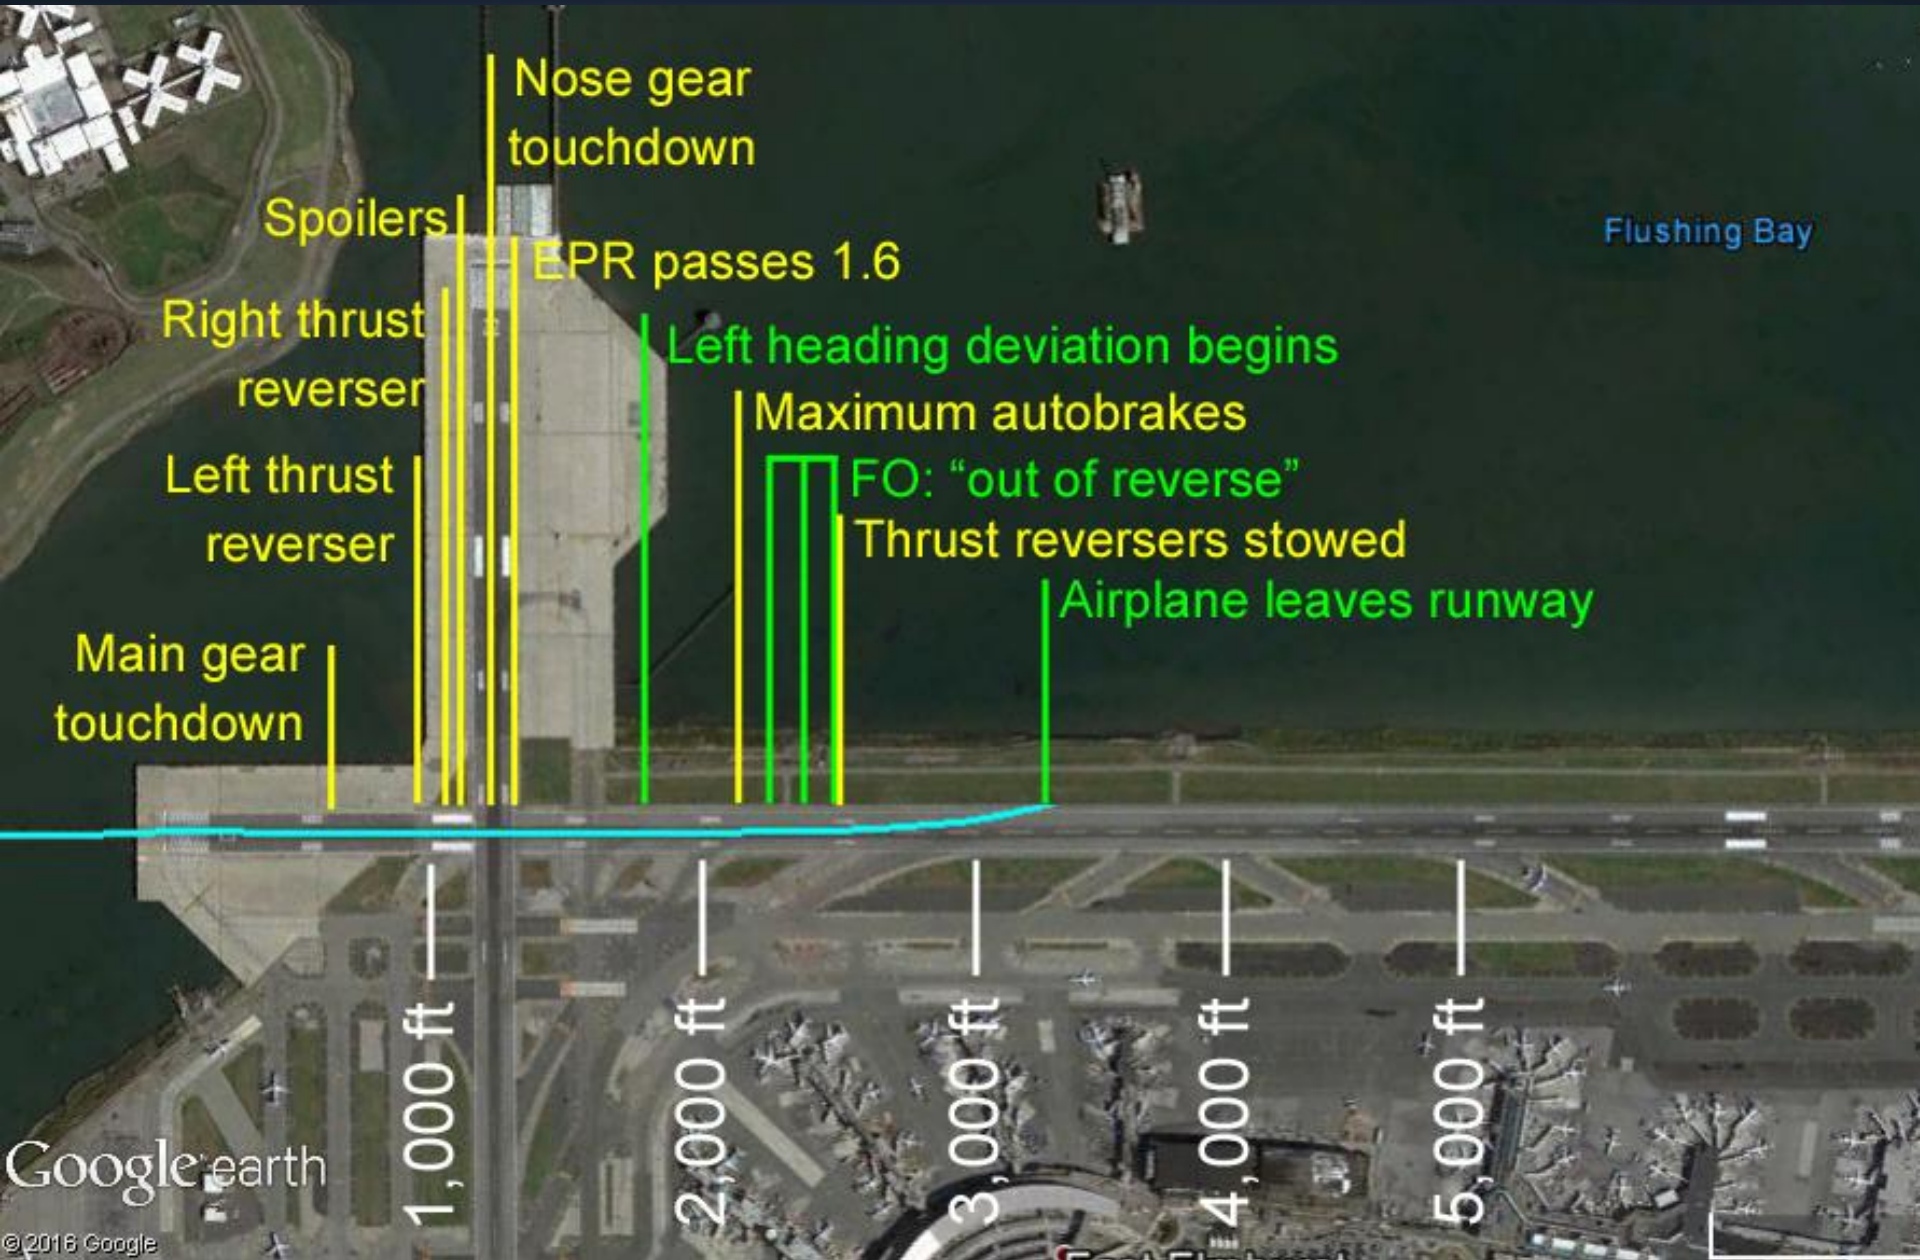 Nose gear
touchdown
Spoilers
EPR passes 1.6
Flushing Bay
Right thrust
reverser
Left heading deviation begins
Maximum autobrakes
Left thrust
reverser
FO: “out of reverse”
Thrust reversers stowed
Airplane leaves runway
Main gear
touchdown
1,000 ft
2,000 ft
3,000 ft
4,000 ft
5,000 ft
Google earth
© 2016 Google